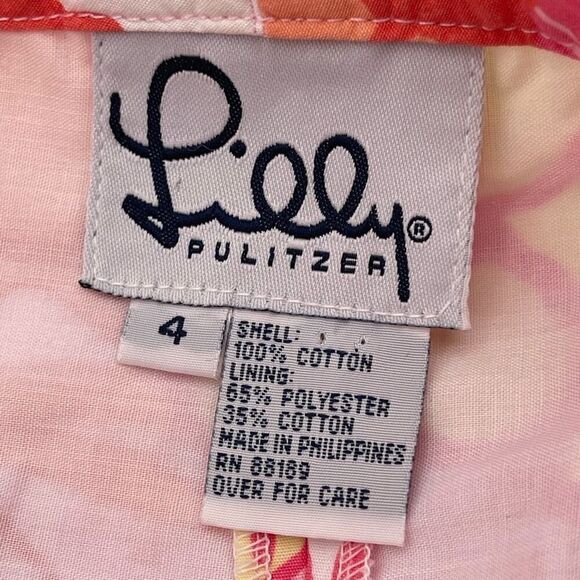 Lilly®
PULITZER
4
SHELL:
100% COTTON
LINING:
65% POLYESTER
35% COTTON
MADE IN PHILIPPINES
RN 88189
OVER FOR CARE